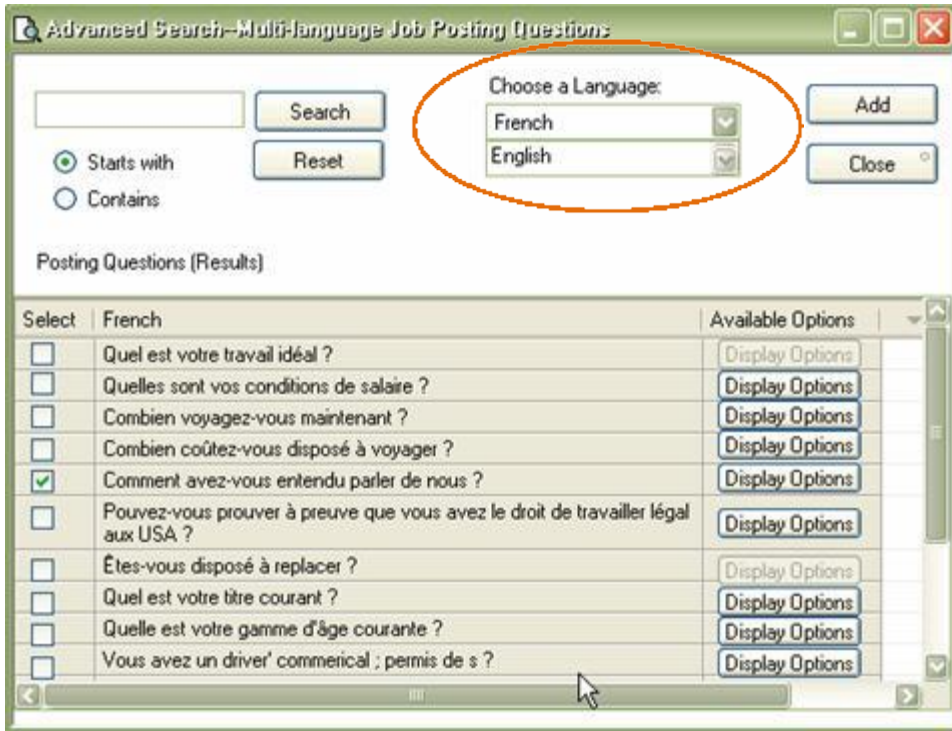 Advanced Search--Multi-language Job Posting Questions
Choose a Language:
Search
French
Add
Starts with
Reset
English
Close
Contains
Posting Questions (Results)
Select French Available Options
Quel est votre travail idéal ? Display Options
Quelles sont vos conditions de salaire ? Display Options
Combien voyagez-vous maintenant ? Display Options
Combien coûtez-vous disposé à voyager ? Display Options
Comment avez-vous entendu parler de nous ? Display Options
Pouvez-vous prouver à preuve que vous avez le droit de travailler légal
aux USA ? Display Options
Êtes-vous disposé à replacer ? Display Options
Quel est votre titre courant ? Display Options
Quelle est votre gamme d'âge courante ? Display Options
Vous avez un driver' commerical ; permis de s ? Display Options